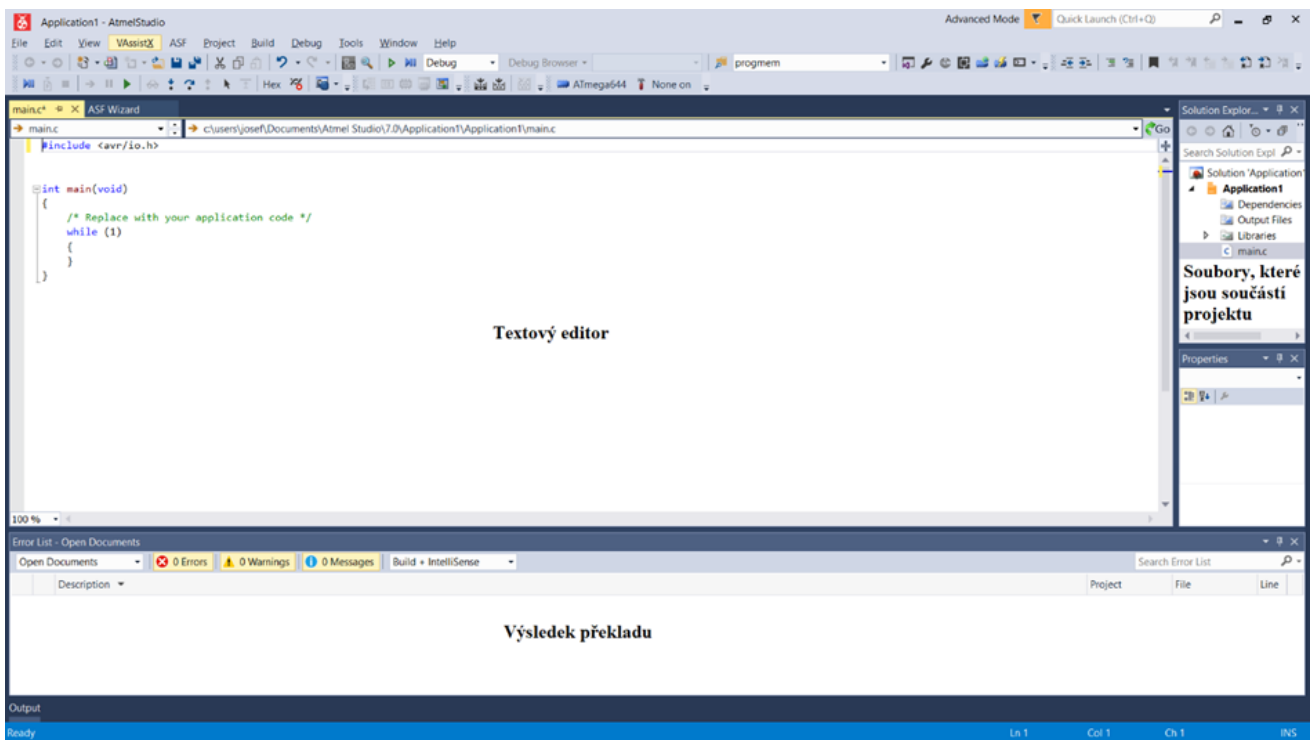 Application1 - AtmelStudio
Advanced Mode
Quick Launch (Ctrl+Q)
File Edit View VAssistX ASF Project Build Debug Tools Window Help
Debug
Debug Browser
progmem
Hex
ATmega644
None on
main.c*
ASF Wizard
main.c
c:\users\josef\Documents\Atmel Studio\7.0\Application1\Application1\main.c
Go
#include <avr/io.h>
int main(void)
{
/* Replace with your application code */
while (1)
{
}
}
Textový editor
100 %
Solution Explor...
Search Solution Expl
Solution 'Application1
Application1
Dependencies
Output Files
Libraries
main.c
Soubory, které
jsou součástí
projektu
Properties
Error List - Open Documents
Open Documents
0 Errors
0 Warnings
0 Messages
Build + IntelliSense
Search Error List
Description
Project
File
Line
Výsledek překladu
Output
Ready
Ln 1
Col 1
Ch 1
INS